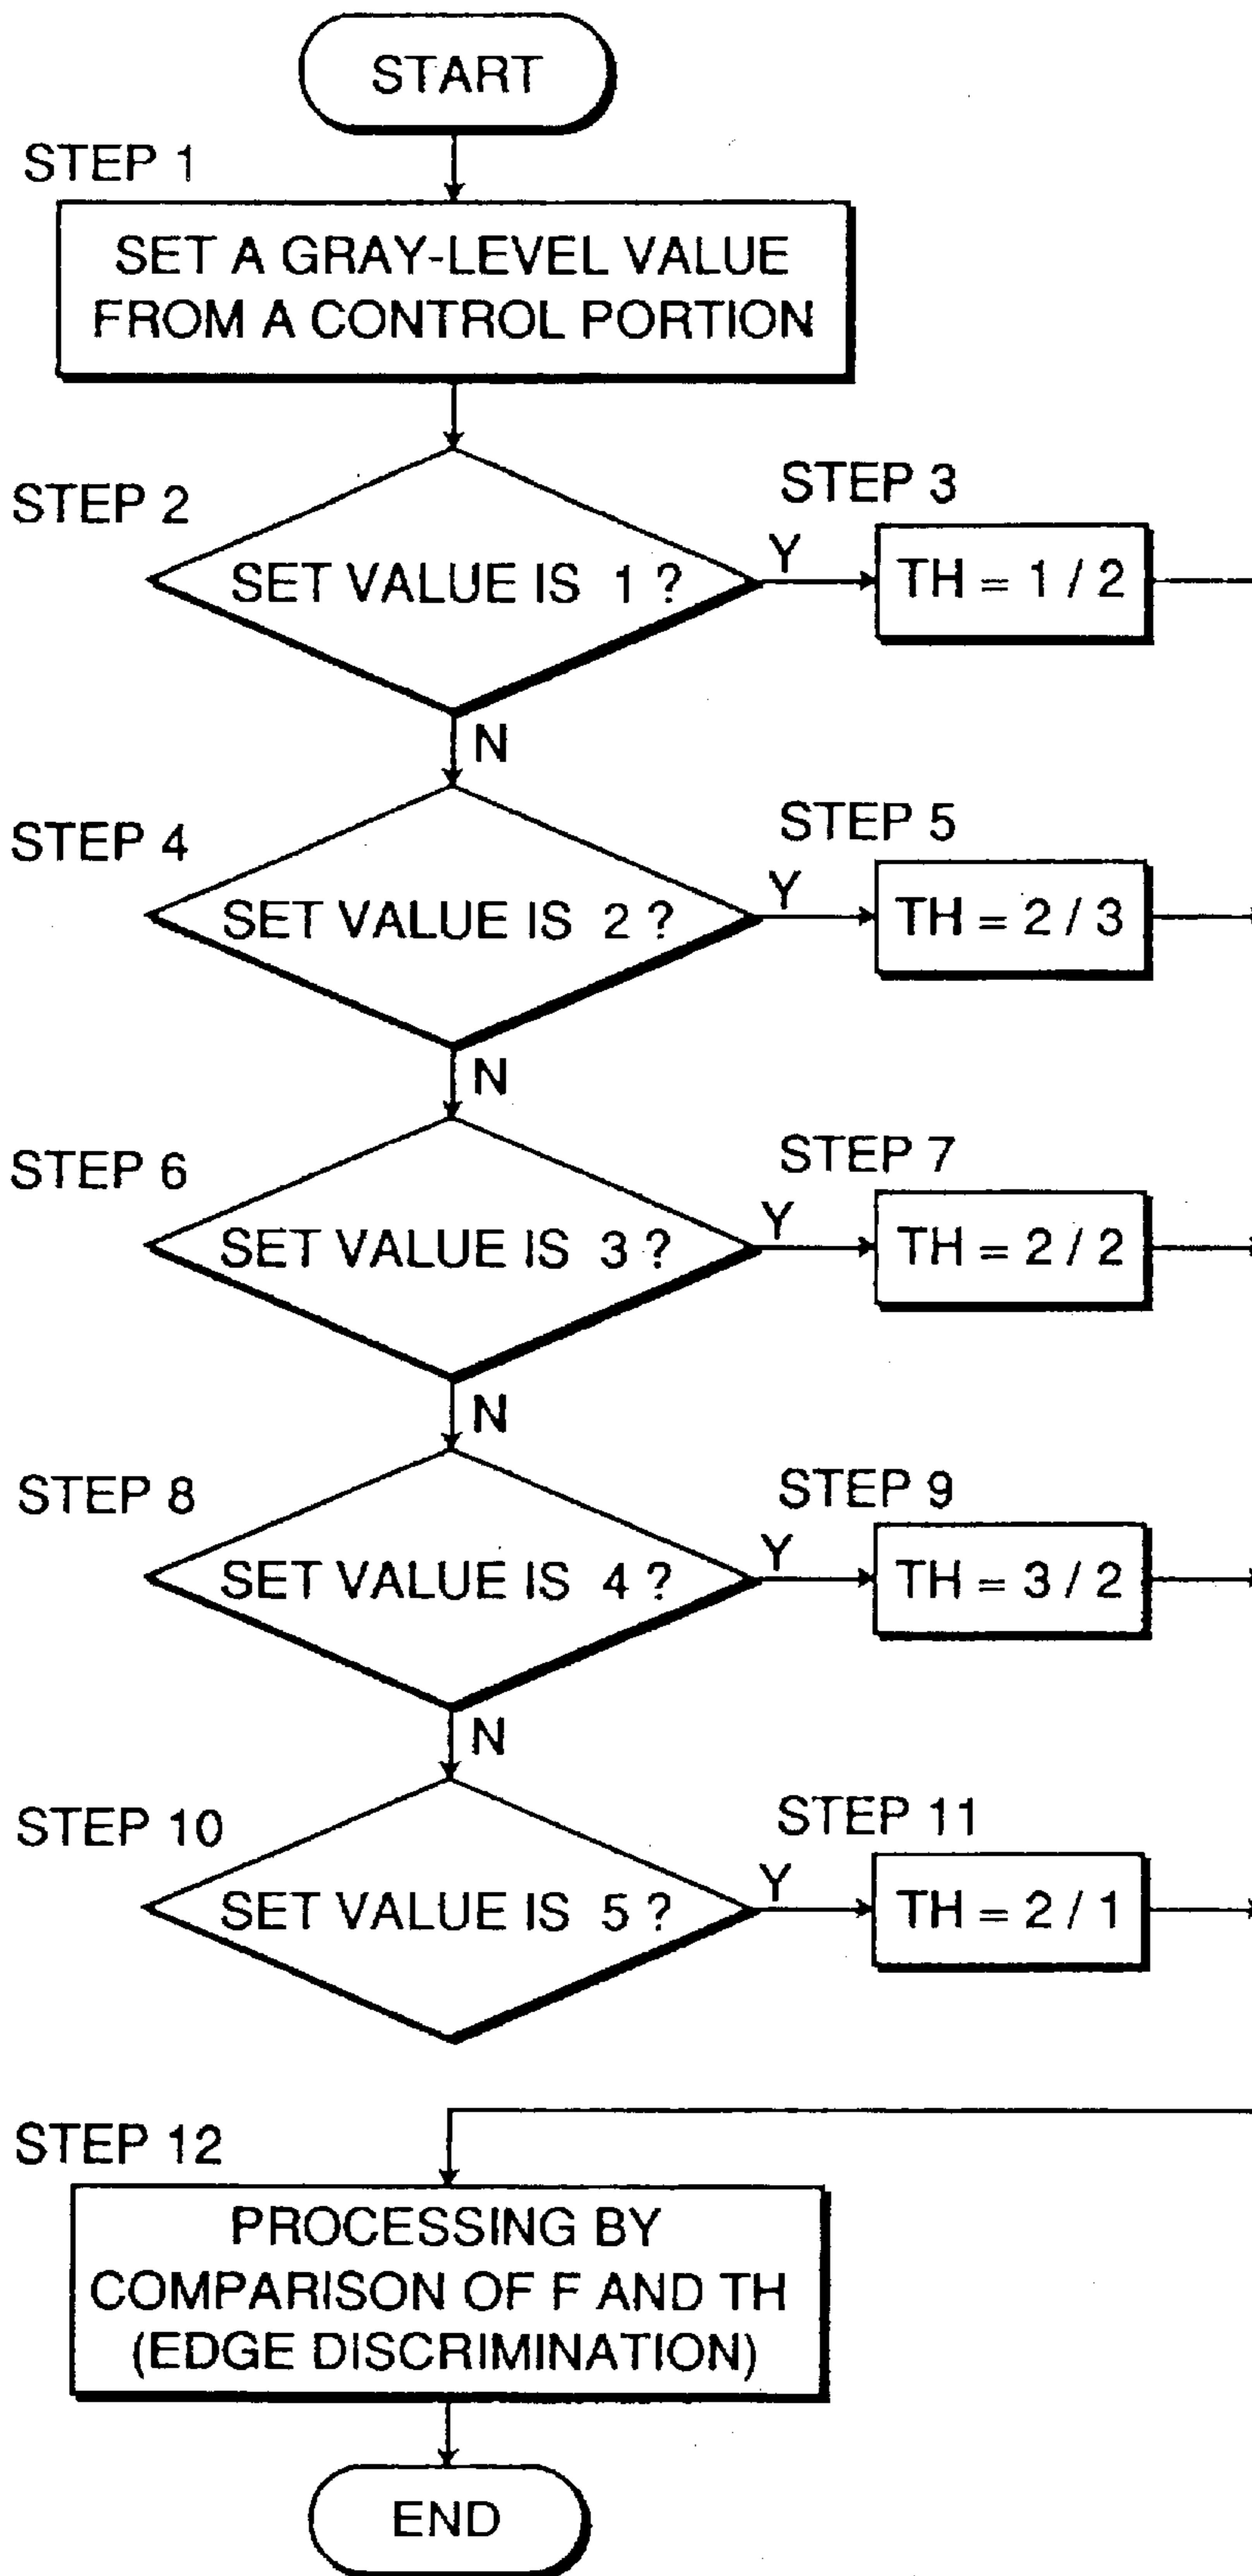 START
STEP 1
SET A GRAY-LEVEL VALUE
FROM A CONTROL PORTION
STEP 2
SET VALUE IS 1 ?
Y
STEP 3
TH = 1 / 2
N
STEP 4
SET VALUE IS 2 ?
Y
STEP 5
TH = 2 / 3
N
STEP 6
SET VALUE IS 3 ?
Y
STEP 7
TH = 2 / 2
N
STEP 8
SET VALUE IS 4 ?
Y
STEP 9
TH = 3 / 2
N
STEP 10
SET VALUE IS 5 ?
Y
STEP 11
TH = 2 / 1
STEP 12
PROCESSING BY
COMPARISON OF F AND TH
(EDGE DISCRIMINATION)
END